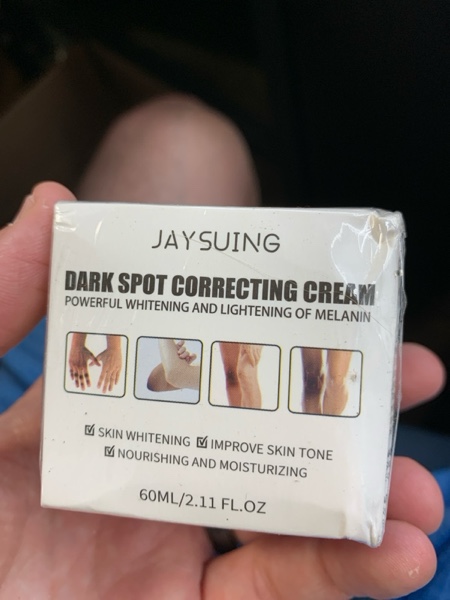 JAYSUING
DARK SPOT CORRECTING CREAM
POWERFUL WHITENING AND LIGHTENING OF MELANIN
SKIN WHITENING IMPROVE SKIN TONE
NOURISHING AND MOISTURIZING
60ML/2.11 FL.OZ